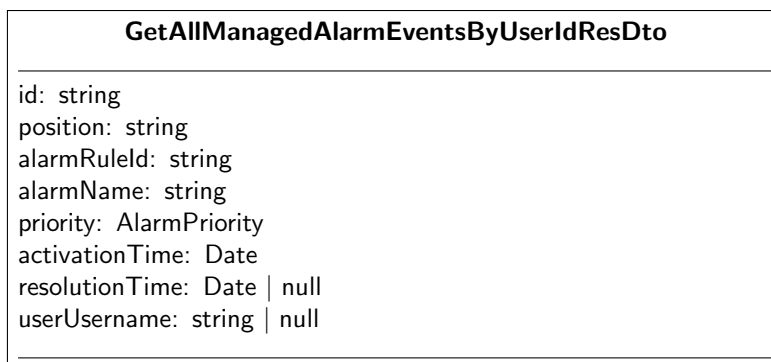 GetAllManagedAlarmEventsByUserIdResDto
id: string
position: string
alarmRuleId: string
alarmName: string
priority: AlarmPriority
activationTime: Date
resolutionTime: Date | null
userUsername: string | null